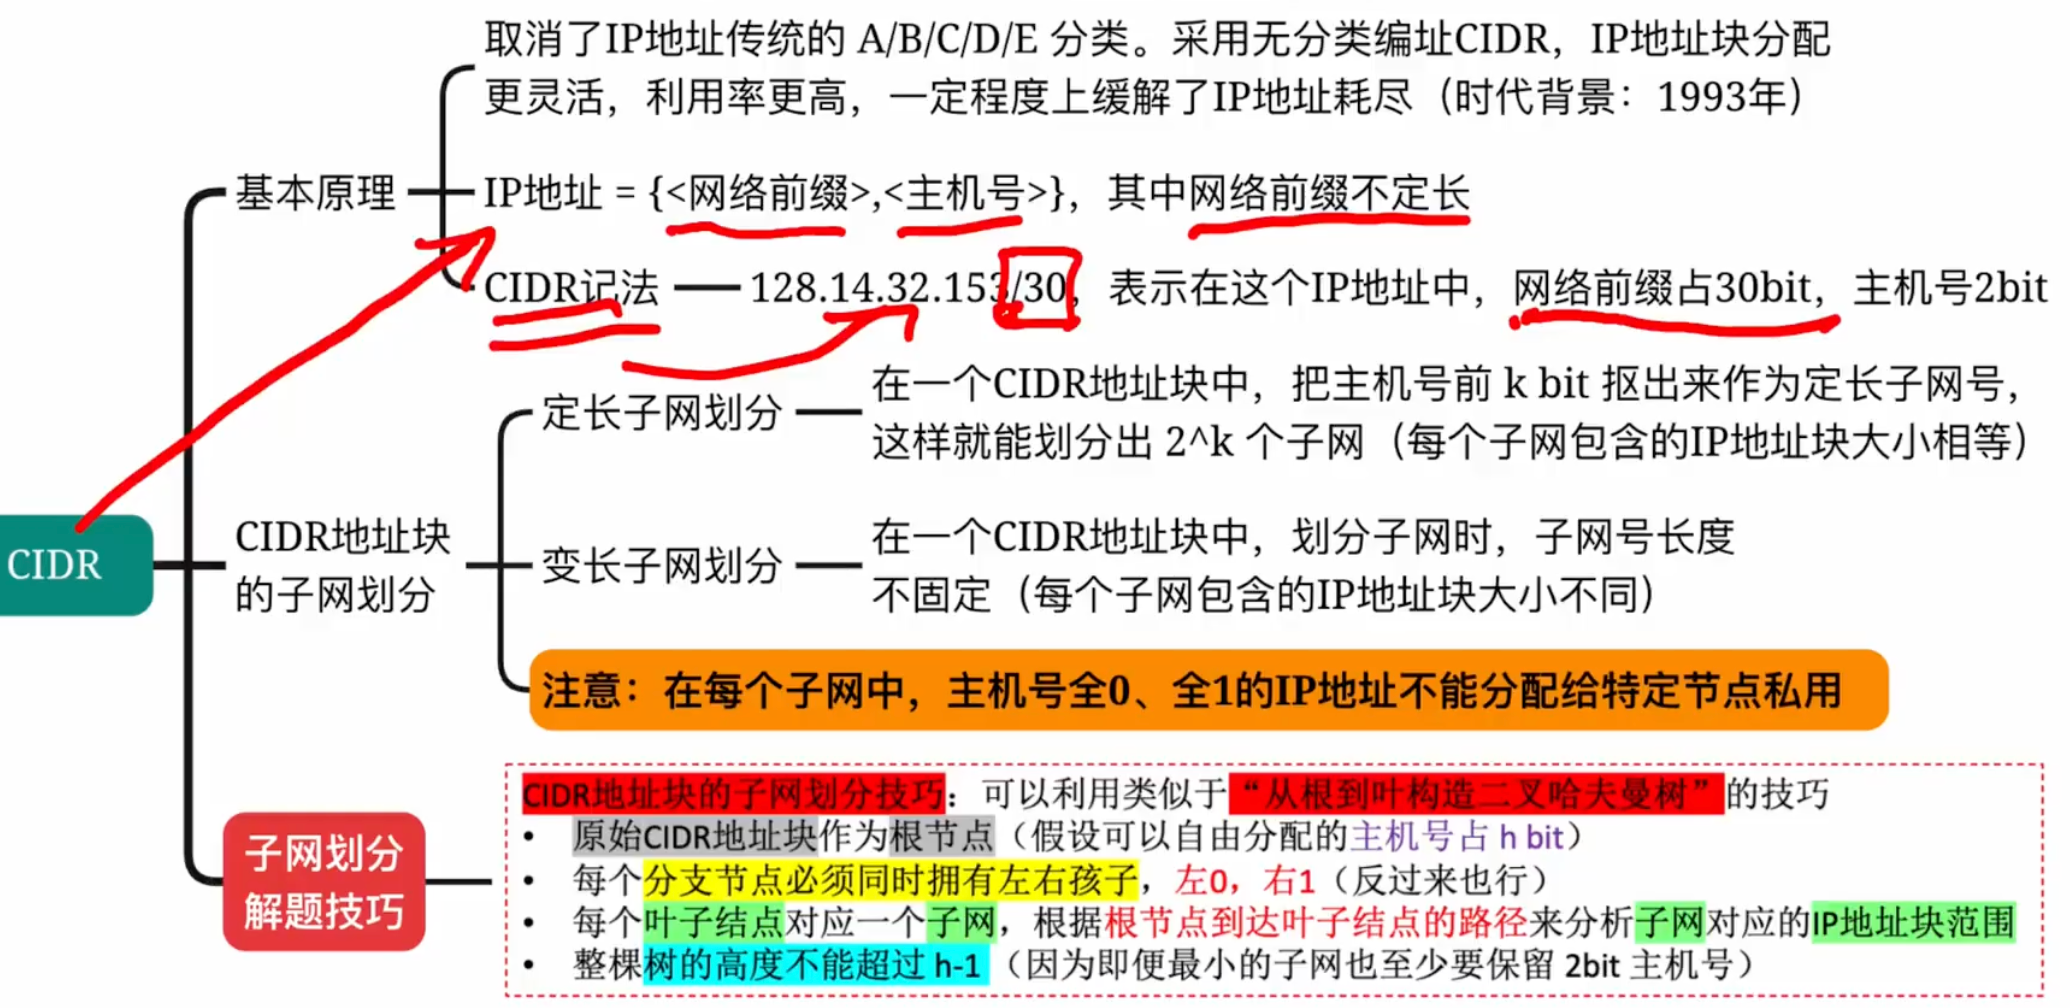 取消了IP地址传统的 A/B/C/D/E 分类。采用无分类编址CIDR，IP地址块分配
更灵活，利用率更高，一定程度上缓解了IP地址耗尽（时代背景：1993年）
基本原理
IP地址 = {<网络前缀>,<主机号>}，其中网络前缀不定长
CIDR记法
128.14.32.153/30，表示在这个IP地址中，网络前缀占30bit，主机号2bit
定长子网划分
在一个CIDR地址块中，把主机号前 k bit 抠出来作为定长子网号，
这样就能划分出 2^k 个子网（每个子网包含的IP地址块大小相等）
CIDR
CIDR地址块
的子网划分
变长子网划分
在一个CIDR地址块中，划分子网时，子网号长度
不固定（每个子网包含的IP地址块大小不同）
注意：在每个子网中，主机号全0、全1的IP地址不能分配给特定节点私用
子网划分
解题技巧
CIDR地址块的子网划分技巧：可以利用类似于“从根到叶构造二叉哈夫曼树”的技巧
• 原始CIDR地址块作为根节点（假设可以自由分配的主机号占 h bit）
• 每个分支节点必须同时拥有左右孩子，左0，右1（反过来也行）
• 每个叶子结点对应一个子网，根据根节点到达叶子结点的路径来分析子网对应的IP地址块范围
• 整棵树的高度不能超过 h-1（因为即便最小的子网也至少要保留 2bit 主机号）